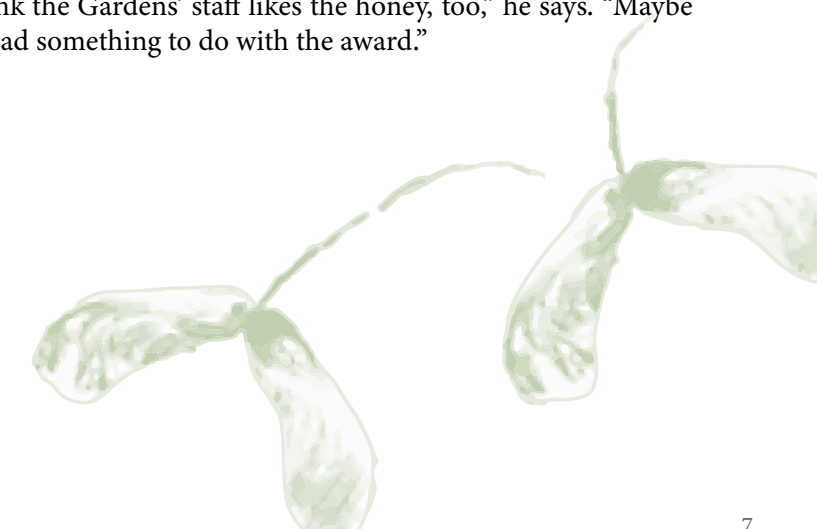 nk the Gardens’ staff likes the honey, too,” he says. “Maybe
ad something to do with the award.”
7